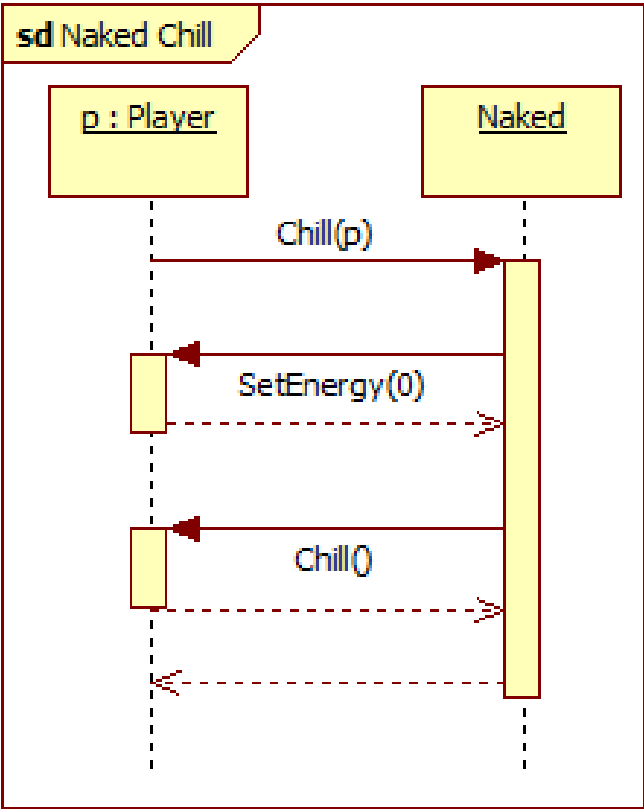 sd Naked Chill
p : Player
Naked
Chill(p)
SetEnergy(0)
Chill()